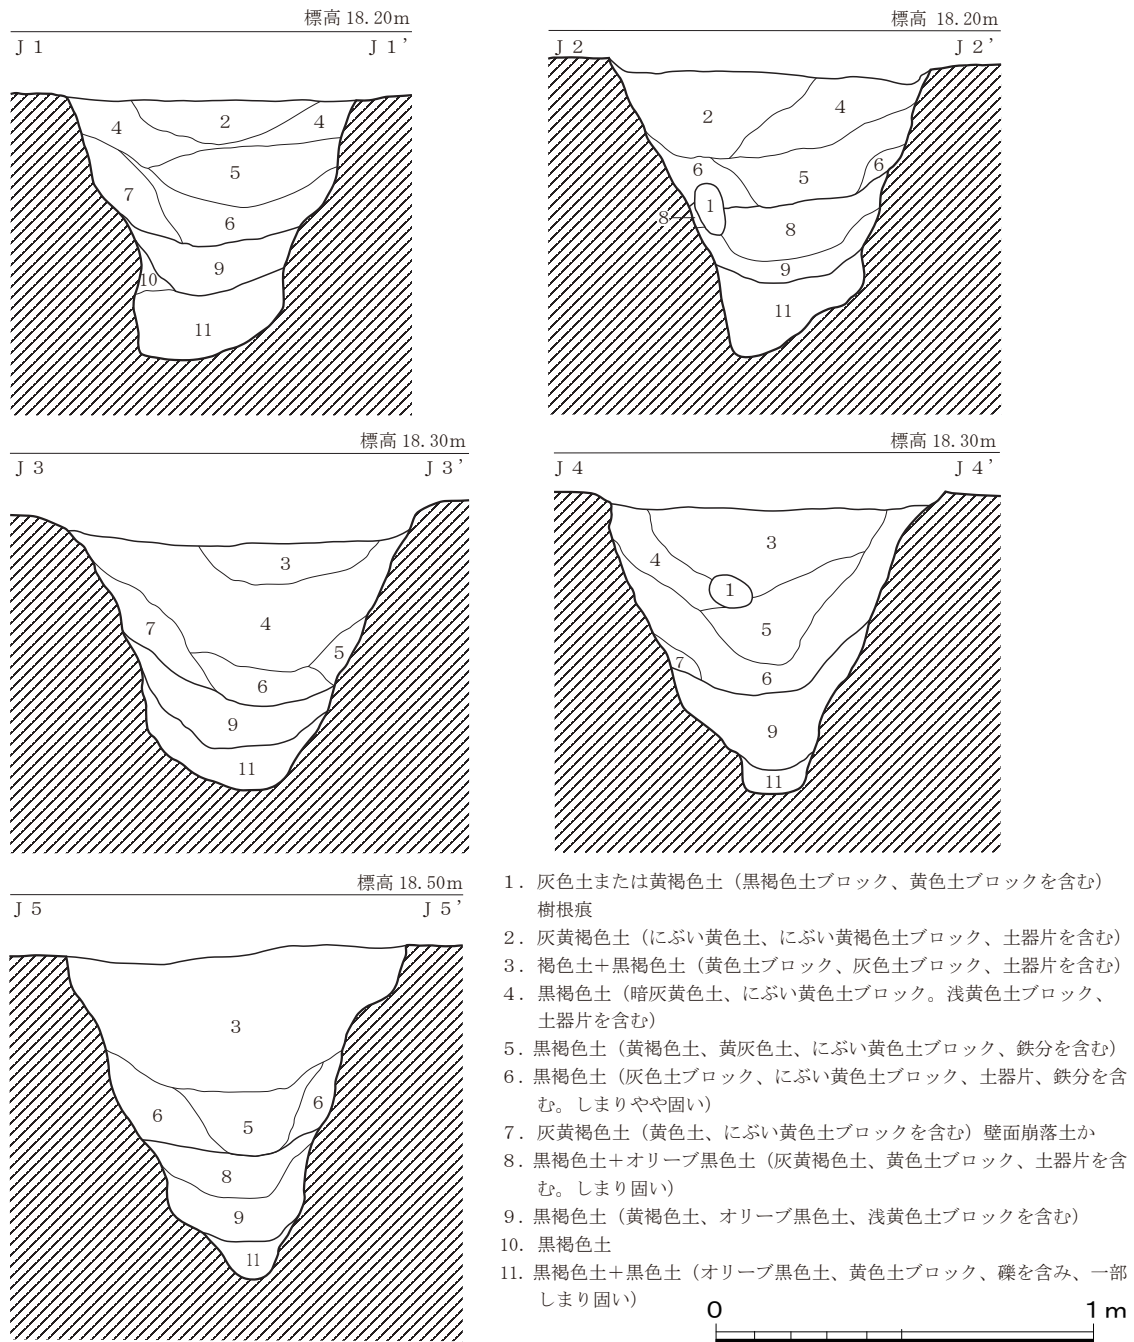 標高 18.20m
J 1 J 1’
4 2 4
5
7
6
9
10
11
標高 18.20m
J 2 J 2’
2 4
6 5 6
1
8 8
9
11
標高 18.30m
J 3 J 3’
3
4
7
5
6
9
11
標高 18.30m
J 4 J 4’
3
4
1
5
7
6
9
11
標高 18.50m
J 5 J 5’
3
6 5 6
8
9
11
1. 灰色土または黄褐色土（黒褐色土ブロック、黄色土ブロックを含む）
樹根痕
2. 灰黄褐色土（にぶい黄色土、にぶい黄褐色土ブロック、土器片を含む）
3. 褐色土＋黒褐色土（黄色土ブロック、灰色土ブロック、土器片を含む）
4. 黒褐色土（暗灰黄色土、にぶい黄色土ブロック。浅黄色土ブロック、
土器片を含む）
5. 黒褐色土（黄褐色土、黄灰色土、にぶい黄色土ブロック、鉄分を含む）
6. 黒褐色土（灰色土ブロック、にぶい黄色土ブロック、土器片、鉄分を含
む。しまりやや固い）
7. 灰黄褐色土（黄色土、にぶい黄色土ブロックを含む）壁面崩落土か
8. 黒褐色土＋オリーブ黒色土（灰黄褐色土、黄色土ブロック、土器片を含
む。しまり固い）
9. 黒褐色土（黄褐色土、オリーブ黒色土、浅黄色土ブロックを含む）
10. 黒褐色土
11. 黒褐色土＋黒色土（オリーブ黒色土、黄色土ブロック、礫を含み、一部
しまり固い）
0 1 m